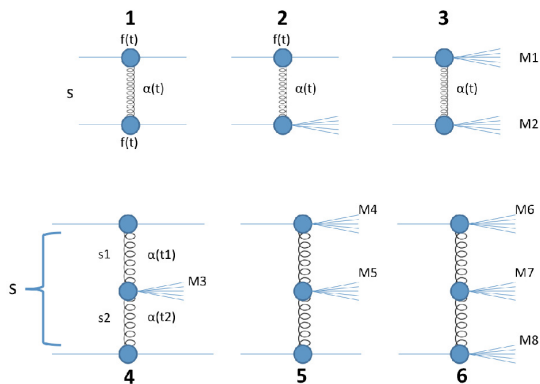 1 2 3
f(t) f(t)
M1
S α(t) α(t) α(t)
f(t) M2
M4 M6
s1 α(t1)
M3 M5 M7
S
s2 α(t2)
M8
4 5 6